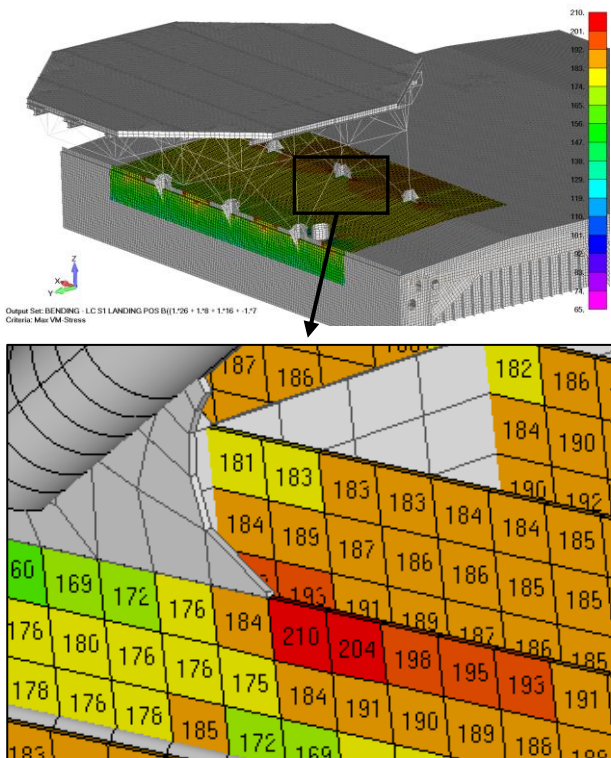 210.
201.
192.
183.
174.
165.
156.
147.
138.
128.
119.
110.
101.
92.
83.
74.
65.
Z
X
Y
Output Set: BENDING - LC S1 LANDING POS B((1.*26 + 1.*8 + 1.*16 + -1.*7
Criteria: Max VM-Stress
187 186 182 186
181 183 184 190
184 189 183 183 184 184 185 190 192
60 169 172 176 184 193 187 186 186 185 185
176 180 176 176 175 210 204 191 189 187 186 185
178 176 178 185 184 191 198 195 193 191
183 172 169 190 189 186 188